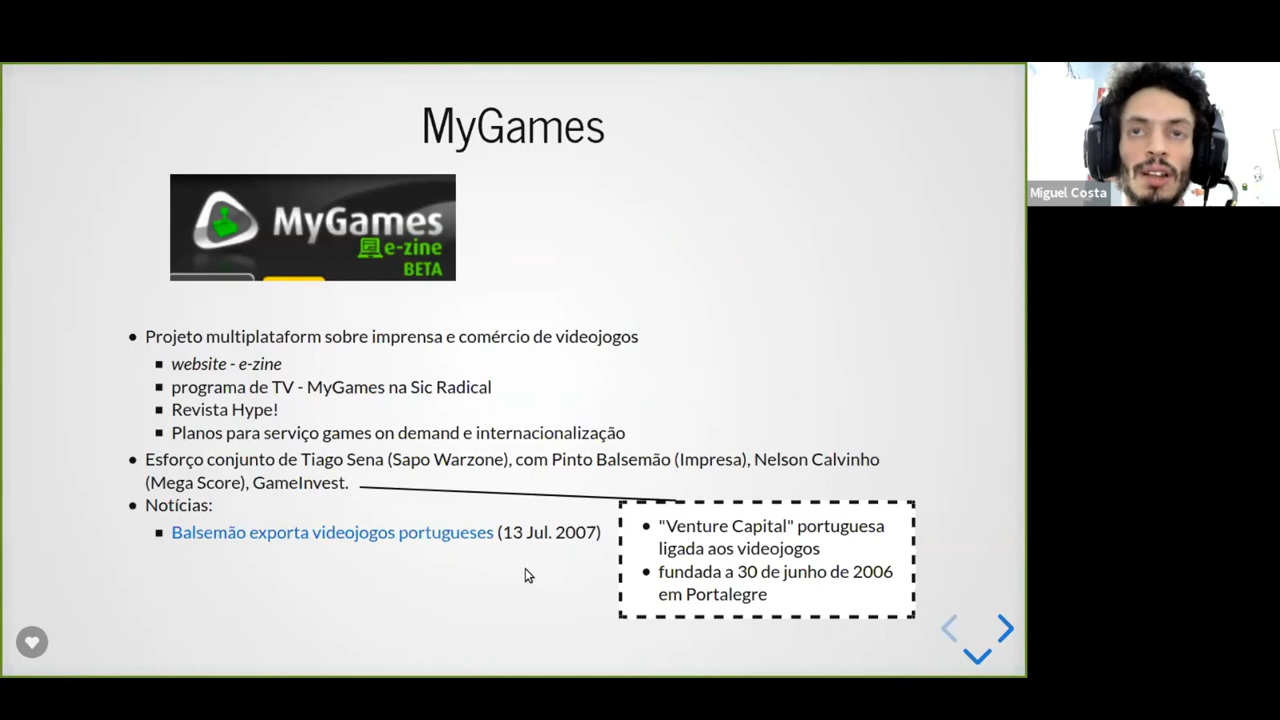 MyGames
MyGames
e-zine
BETA
Projeto multiplataform sobre imprensa e comércio de videojogos
website - e-zine
programa de TV - MyGames na Sic Radical
Revista Hype!
Planos para serviço games on demand e internacionalização
Esforço conjunto de Tiago Sena (Sapo Warzone), com Pinto Balsemão (Impresa), Nelson Calvinho
(Mega Score), GameInvest.
Notícias:
Balsemão exporta videojogos portugueses (13 Jul. 2007)
"Venture Capital" portuguesa
ligada aos videojogos
fundada a 30 de junho de 2006
em Portalegre
Miguel Costa